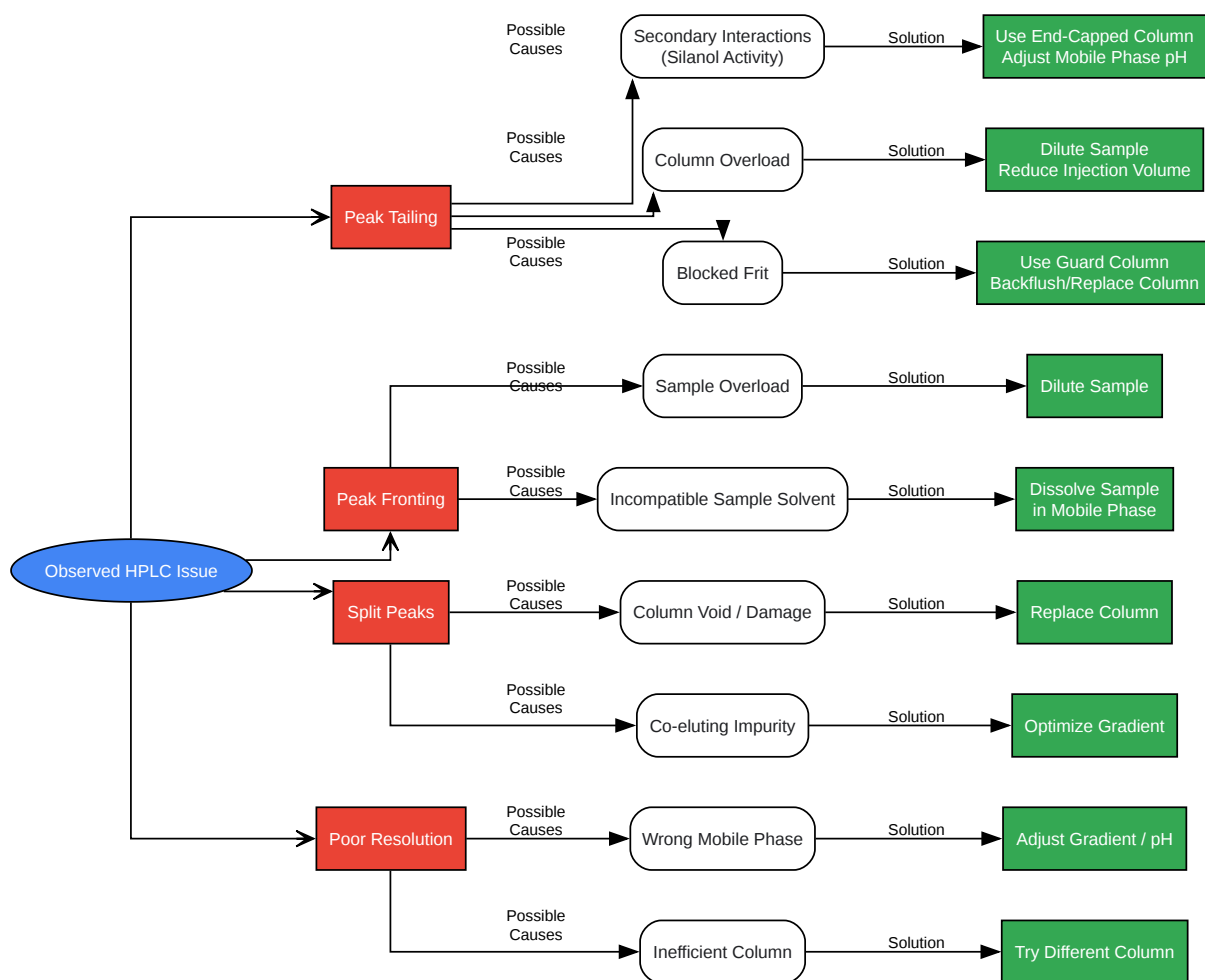 Possible
Causes
Secondary Interactions
(Silanol Activity)
Solution
Use End-Capped Column
Adjust Mobile Phase pH
Possible
Causes
Column Overload
Solution
Dilute Sample
Reduce Injection Volume
Peak Tailing
Possible
Causes
Blocked Frit
Solution
Use Guard Column
Backflush/Replace Column
Possible
Causes
Sample Overload
Solution
Dilute Sample
Peak Fronting
Possible
Causes
Incompatible Sample Solvent
Solution
Dissolve Sample
in Mobile Phase
Observed HPLC Issue
Split Peaks
Possible
Causes
Column Void / Damage
Solution
Replace Column
Possible
Causes
Co-eluting Impurity
Solution
Optimize Gradient
Poor Resolution
Possible
Causes
Wrong Mobile Phase
Solution
Adjust Gradient / pH
Possible
Causes
Inefficient Column
Solution
Try Different Column